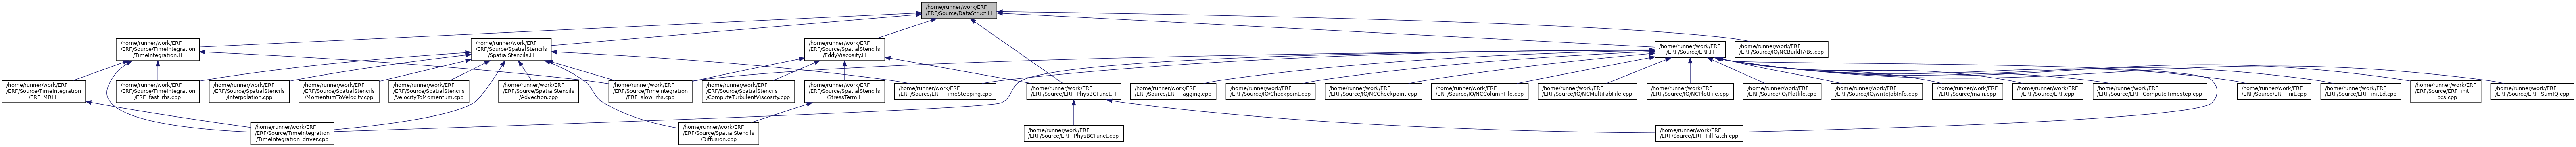 /home/runner/work/ERF
/ERF/Source/DataStruct.H
/home/runner/work/ERF
/ERF/Source/TimeIntegration
/TimeIntegration.H
/home/runner/work/ERF
/ERF/Source/SpatialStencils
/SpatialStencils.H
/home/runner/work/ERF
/ERF/Source/SpatialStencils
/EddyViscosity.H
/home/runner/work/ERF
/ERF/Source/ERF.H
/home/runner/work/ERF
/ERF/Source/IO/NCBuildFABs.cpp
/home/runner/work/ERF
/ERF/Source/TimeIntegration
/ERF_MRI.H
/home/runner/work/ERF
/ERF/Source/TimeIntegration
/ERF_fast_rhs.cpp
/home/runner/work/ERF
/ERF/Source/SpatialStencils
/Interpolation.cpp
/home/runner/work/ERF
/ERF/Source/SpatialStencils
/MomentumToVelocity.cpp
/home/runner/work/ERF
/ERF/Source/SpatialStencils
/VelocityToMomentum.cpp
/home/runner/work/ERF
/ERF/Source/SpatialStencils
/Advection.cpp
/home/runner/work/ERF
/ERF/Source/TimeIntegration
/ERF_slow_rhs.cpp
/home/runner/work/ERF
/ERF/Source/SpatialStencils
/ComputeTurbulentViscosity.cpp
/home/runner/work/ERF
/ERF/Source/SpatialStencils
/StressTerm.H
/home/runner/work/ERF
/ERF/Source/ERF_TimeStepping.cpp
/home/runner/work/ERF
/ERF/Source/ERF_PhysBCFunct.H
/home/runner/work/ERF
/ERF/Source/ERF_Tagging.cpp
/home/runner/work/ERF
/ERF/Source/IO/Checkpoint.cpp
/home/runner/work/ERF
/ERF/Source/IO/NCCheckpoint.cpp
/home/runner/work/ERF
/ERF/Source/IO/NCColumnFile.cpp
/home/runner/work/ERF
/ERF/Source/IO/NCMultiFabFile.cpp
/home/runner/work/ERF
/ERF/Source/IO/NCPlotFile.cpp
/home/runner/work/ERF
/ERF/Source/IO/Plotfile.cpp
/home/runner/work/ERF
/ERF/Source/IO/writeJobInfo.cpp
/home/runner/work/ERF
/ERF/Source/main.cpp
/home/runner/work/ERF
/ERF/Source/ERF.cpp
/home/runner/work/ERF
/ERF/Source/ERF_ComputeTimestep.cpp
/home/runner/work/ERF
/ERF/Source/ERF_init.cpp
/home/runner/work/ERF
/ERF/Source/ERF_init1d.cpp
/home/runner/work/ERF
/ERF/Source/ERF_init
_bcs.cpp
/home/runner/work/ERF
/ERF/Source/ERF_SumIQ.cpp
/home/runner/work/ERF
/ERF/Source/TimeIntegration
/TimeIntegration_driver.cpp
/home/runner/work/ERF
/ERF/Source/SpatialStencils
/Diffusion.cpp
/home/runner/work/ERF
/ERF/Source/ERF_PhysBCFunct.cpp
/home/runner/work/ERF
/ERF/Source/ERF_FillPatch.cpp